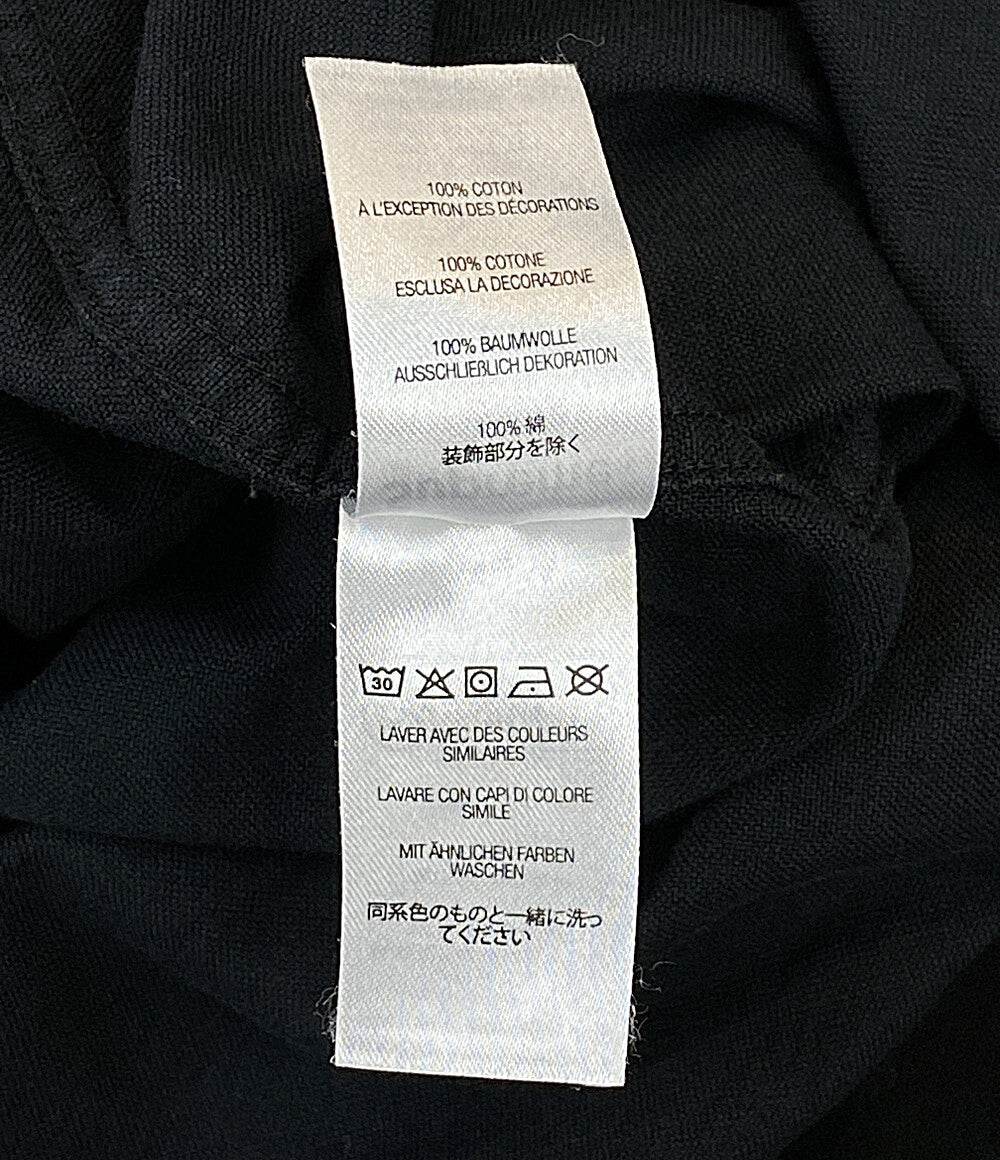 100% COTON
À L'EXCEPTION DES DÉCORATIONS
100% COTONE
ESCLUSA LA DECORAZIONE
100% BAUMWOLLE
AUSSCHLIEßLICH DEKORATION
100% 綿
装飾部分を除く
30
LAVER AVEC DES COULEURS
SIMILAIRES
LAVARE CON CAPI DI COLORE
SIMILE
MIT ÄHNLICHEN FARBEN
WASCHEN
同系色のものと一緒に洗っ
てください